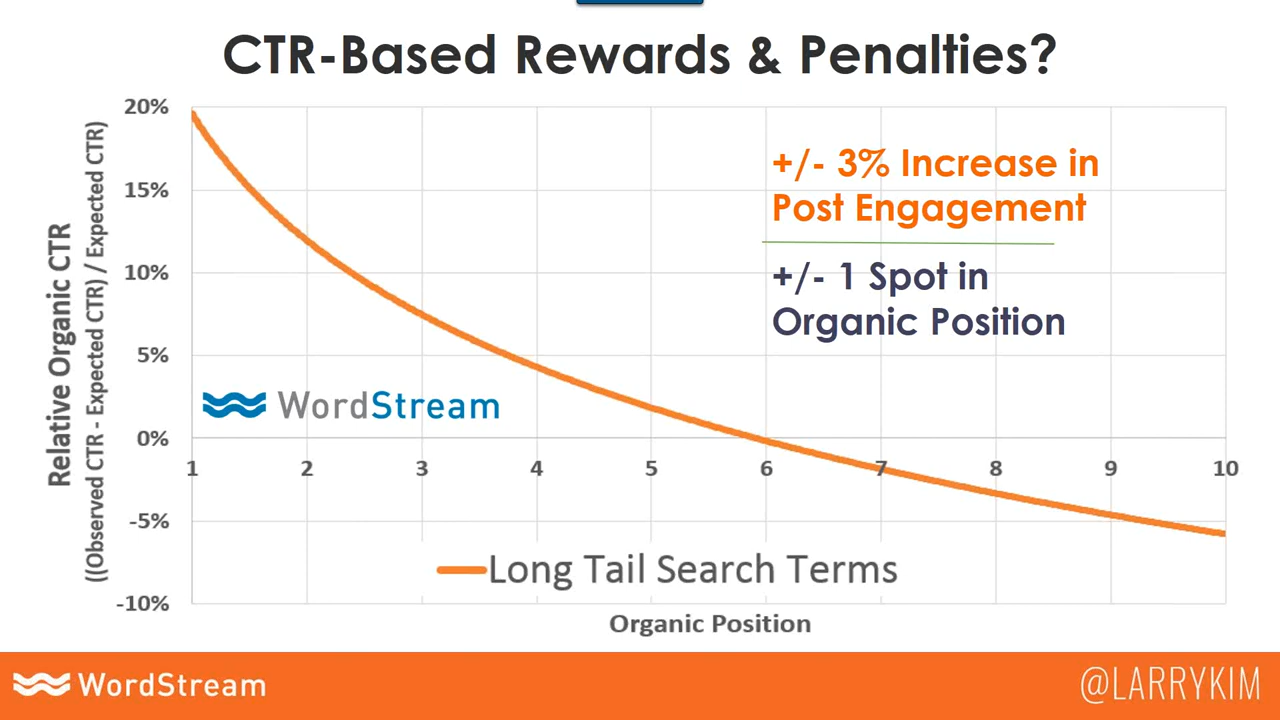 CTR-Based Rewards & Penalties?
20%
15%
10%
5%
0%
-5%
-10%
Relative Organic CTR
((Observed CTR - Expected CTR) / Expected CTR)
+/- 3% Increase in
Post Engagement
+/- 1 Spot in
Organic Position
WordStream
1 2 3 4 5 6 7 8 9 10
Long Tail Search Terms
Organic Position
WordStream
@LARRYKIM